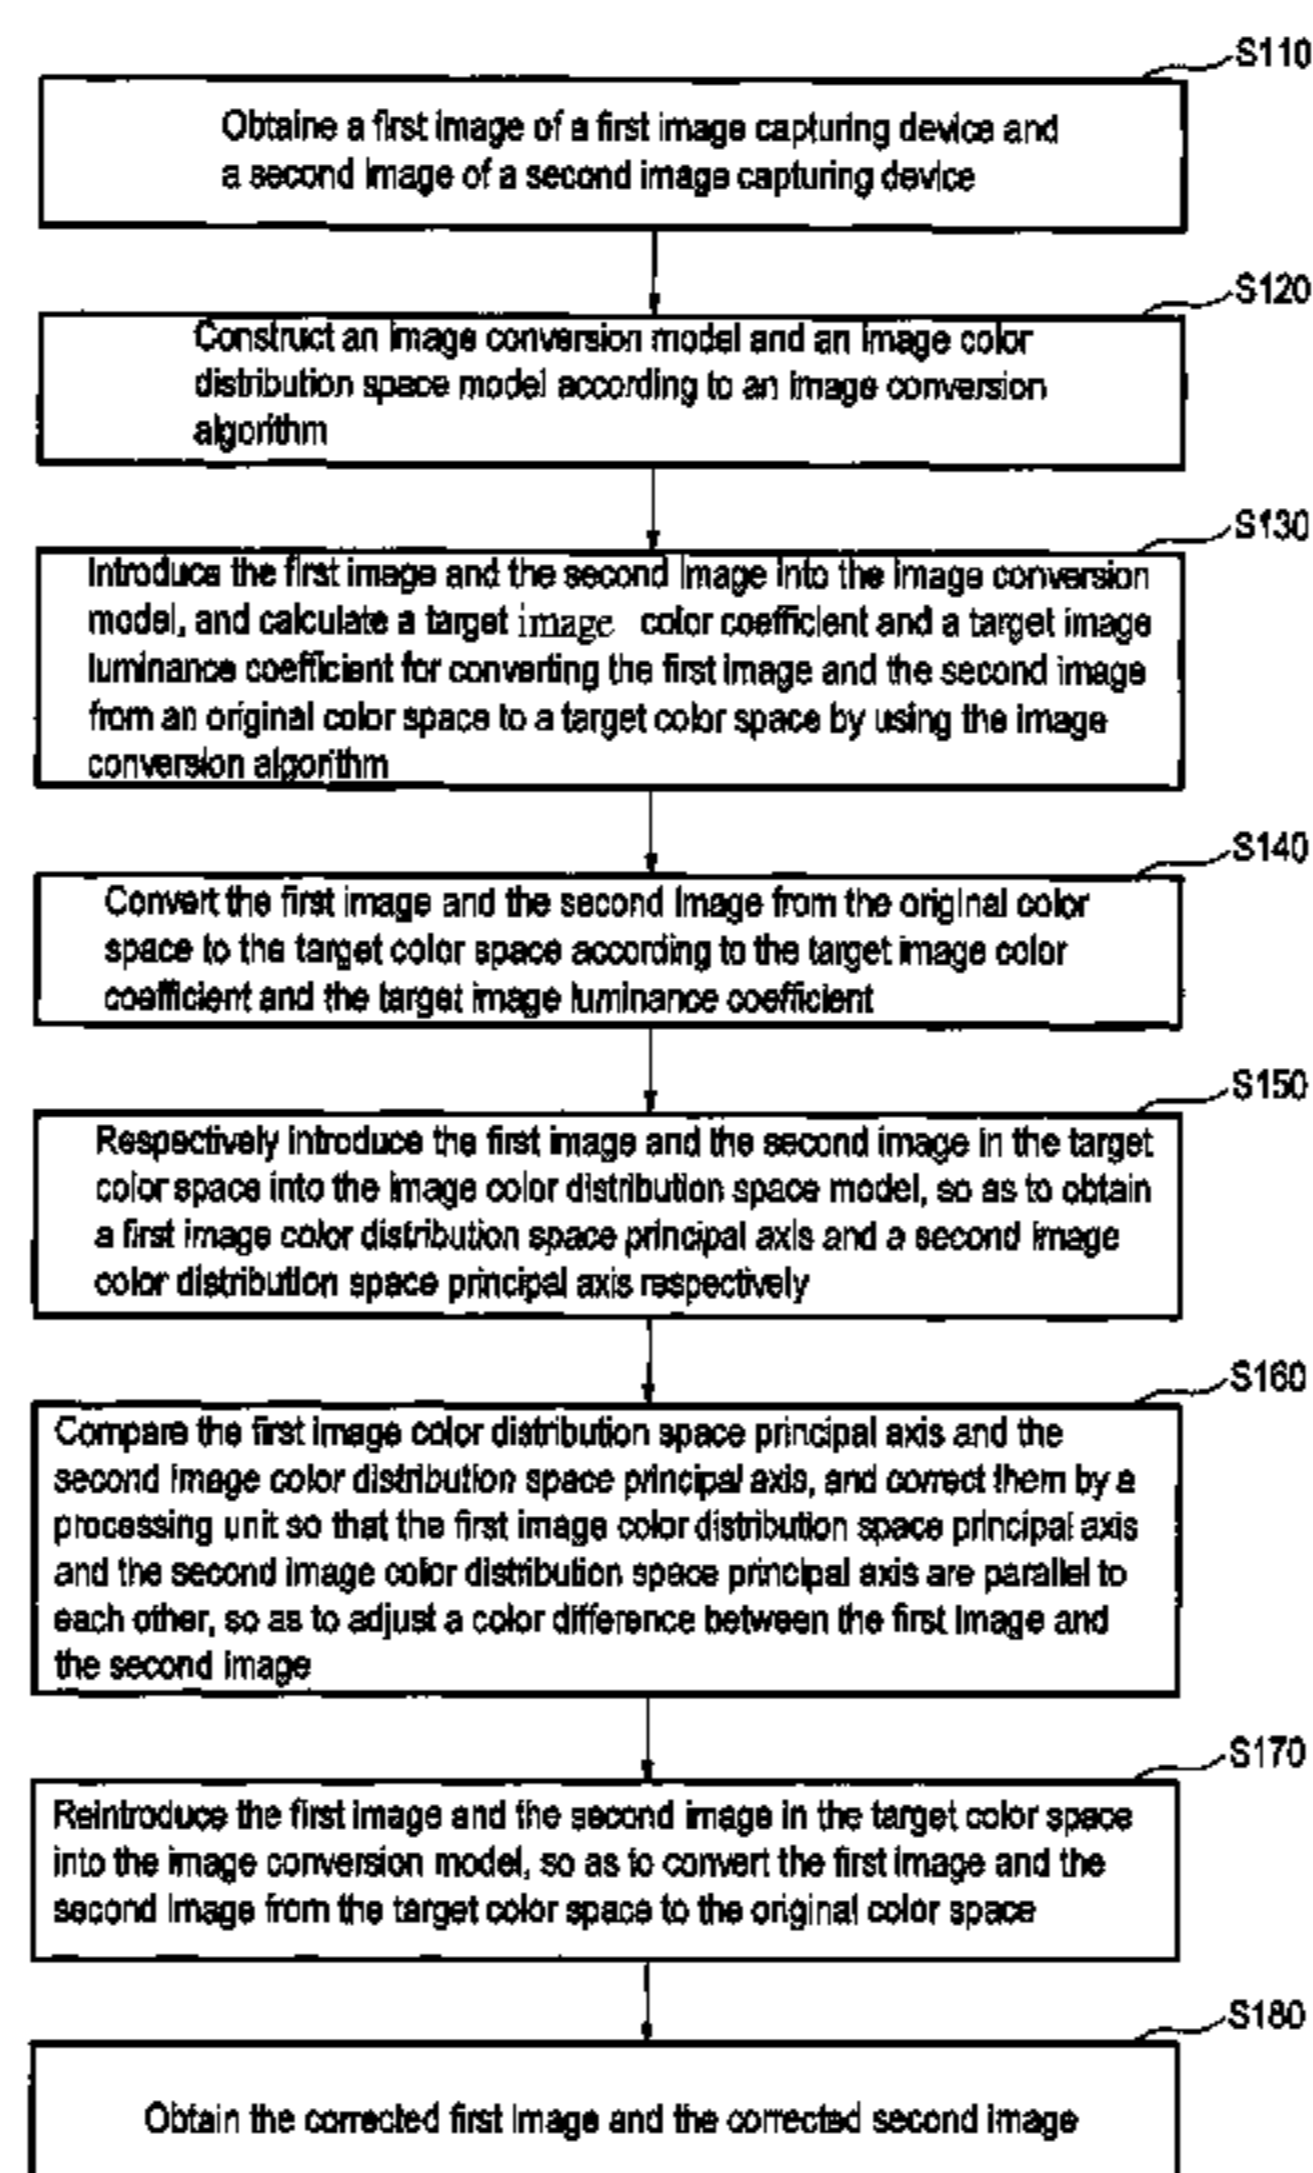 S110
Obtaine a first image of a first image capturing device and
a second image of a second image capturing device
S120
Construct an image conversion model and an image color
distribution space model according to an image conversion
algorithm
S130
Introduce the first image and the second image into the image conversion
model, and calculate a target image color coefficient and a target image
luminance coefficient for converting the first image and the second image
from an original color space to a target color space by using the image
conversion algorithm
S140
Convert the first image and the second image from the original color
space to the target color space according to the target image color
coefficient and the target image luminance coefficient
S150
Respectively introduce the first image and the second image in the target
color space into the image color distribution space model, so as to obtain
a first image color distribution space principal axis and a second image
color distribution space principal axis respectively
S160
Compare the first image color distribution space principal axis and the
second image color distribution space principal axis, and correct them by a
processing unit so that the first image color distribution space principal axis
and the second image color distribution space principal axis are parallel to
each other, so as to adjust a color difference between the first image and
the second image
S170
Reintroduce the first image and the second image in the target color space
into the image conversion model, so as to convert the first image and the
second image from the target color space to the original color space
S180
Obtain the corrected first image and the corrected second image